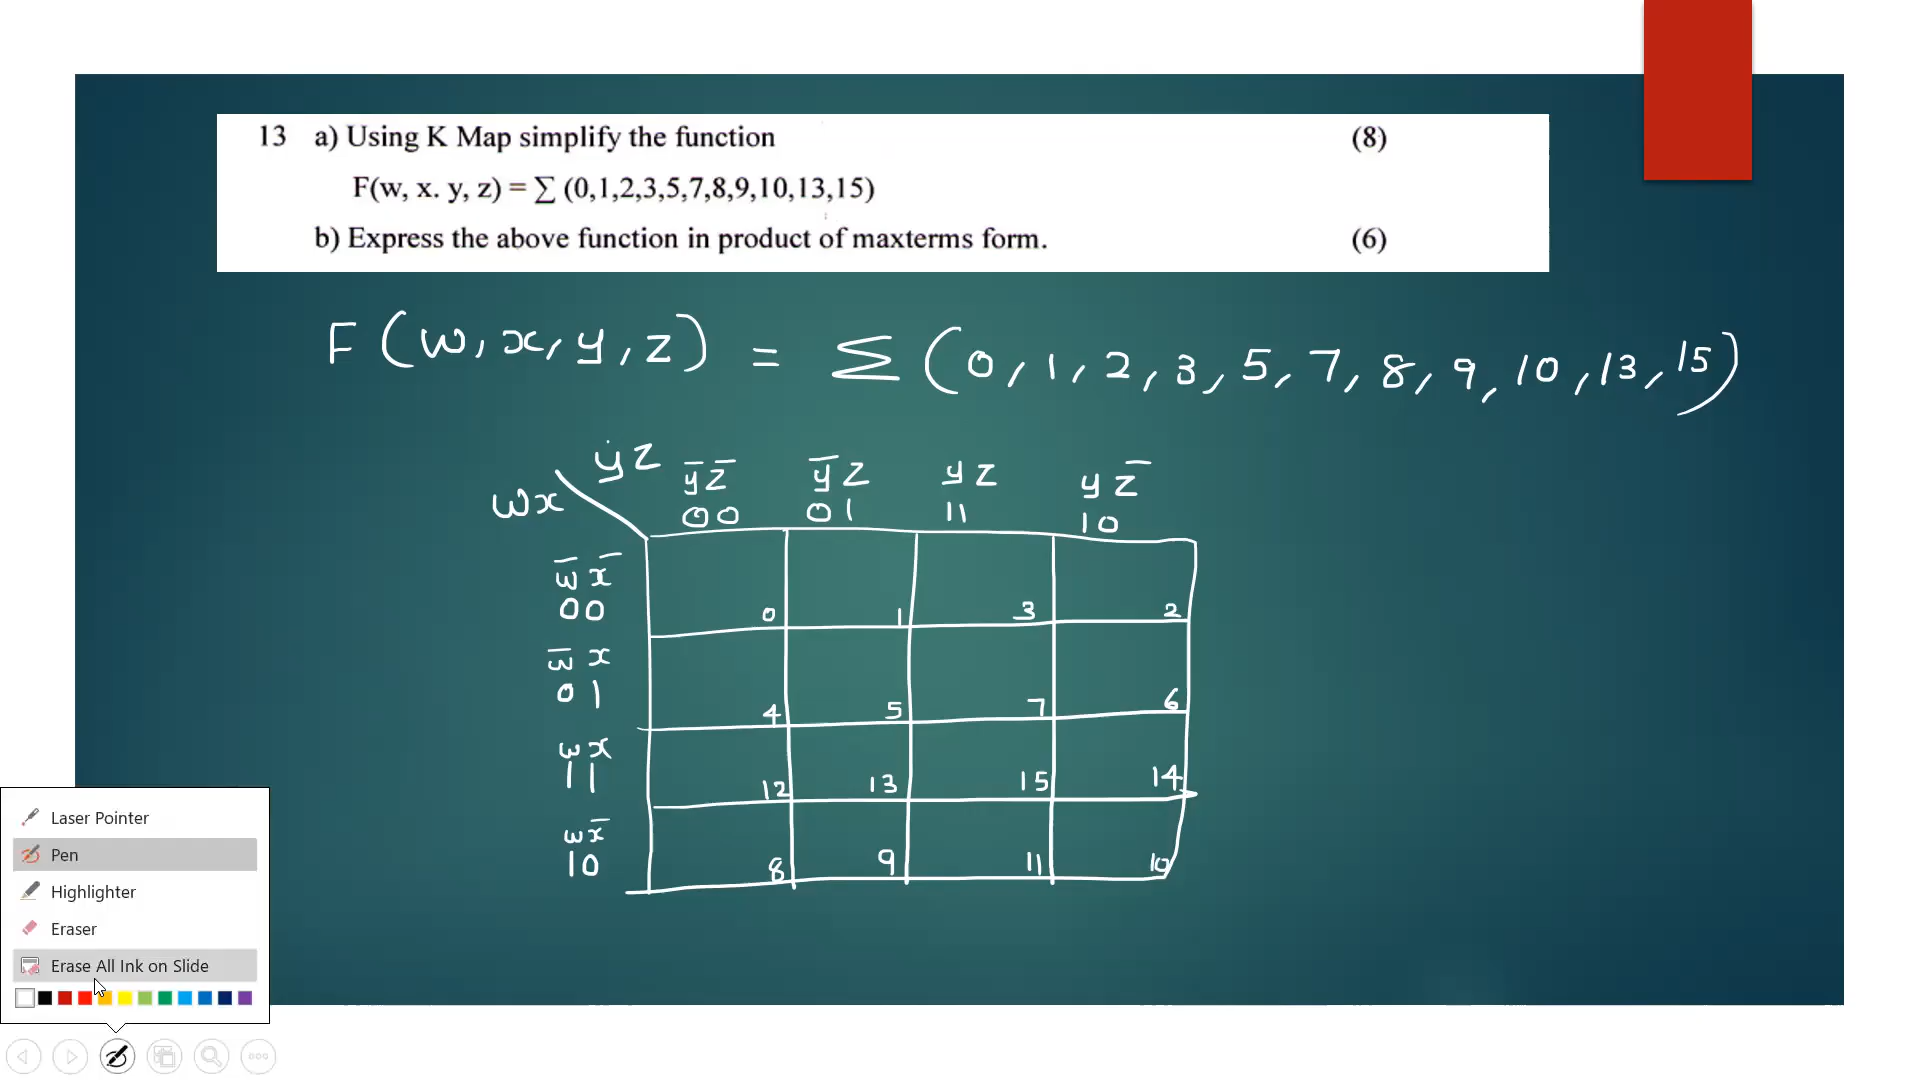 13 a) Using K Map simplify the function (8)
F(w, x. y, z) = ∑ (0,1,2,3,5,7,8,9,10,13,15)
b) Express the above function in product of maxterms form. (6)
F (w, x, y, z) = Σ (0, 1, 2, 3, 5, 7, 8, 9, 10, 13, 15)
yz
wx
y̅z̅ y̅z yz yz̅
00 01 11 10
w̅x̅
00 0 1 3 2
w̅x
01 4 5 7 6
wx
11 12 13 15 14
wx̅
10 8 9 11 10
Laser Pointer
Pen
Highlighter
Eraser
Erase All Ink on Slide